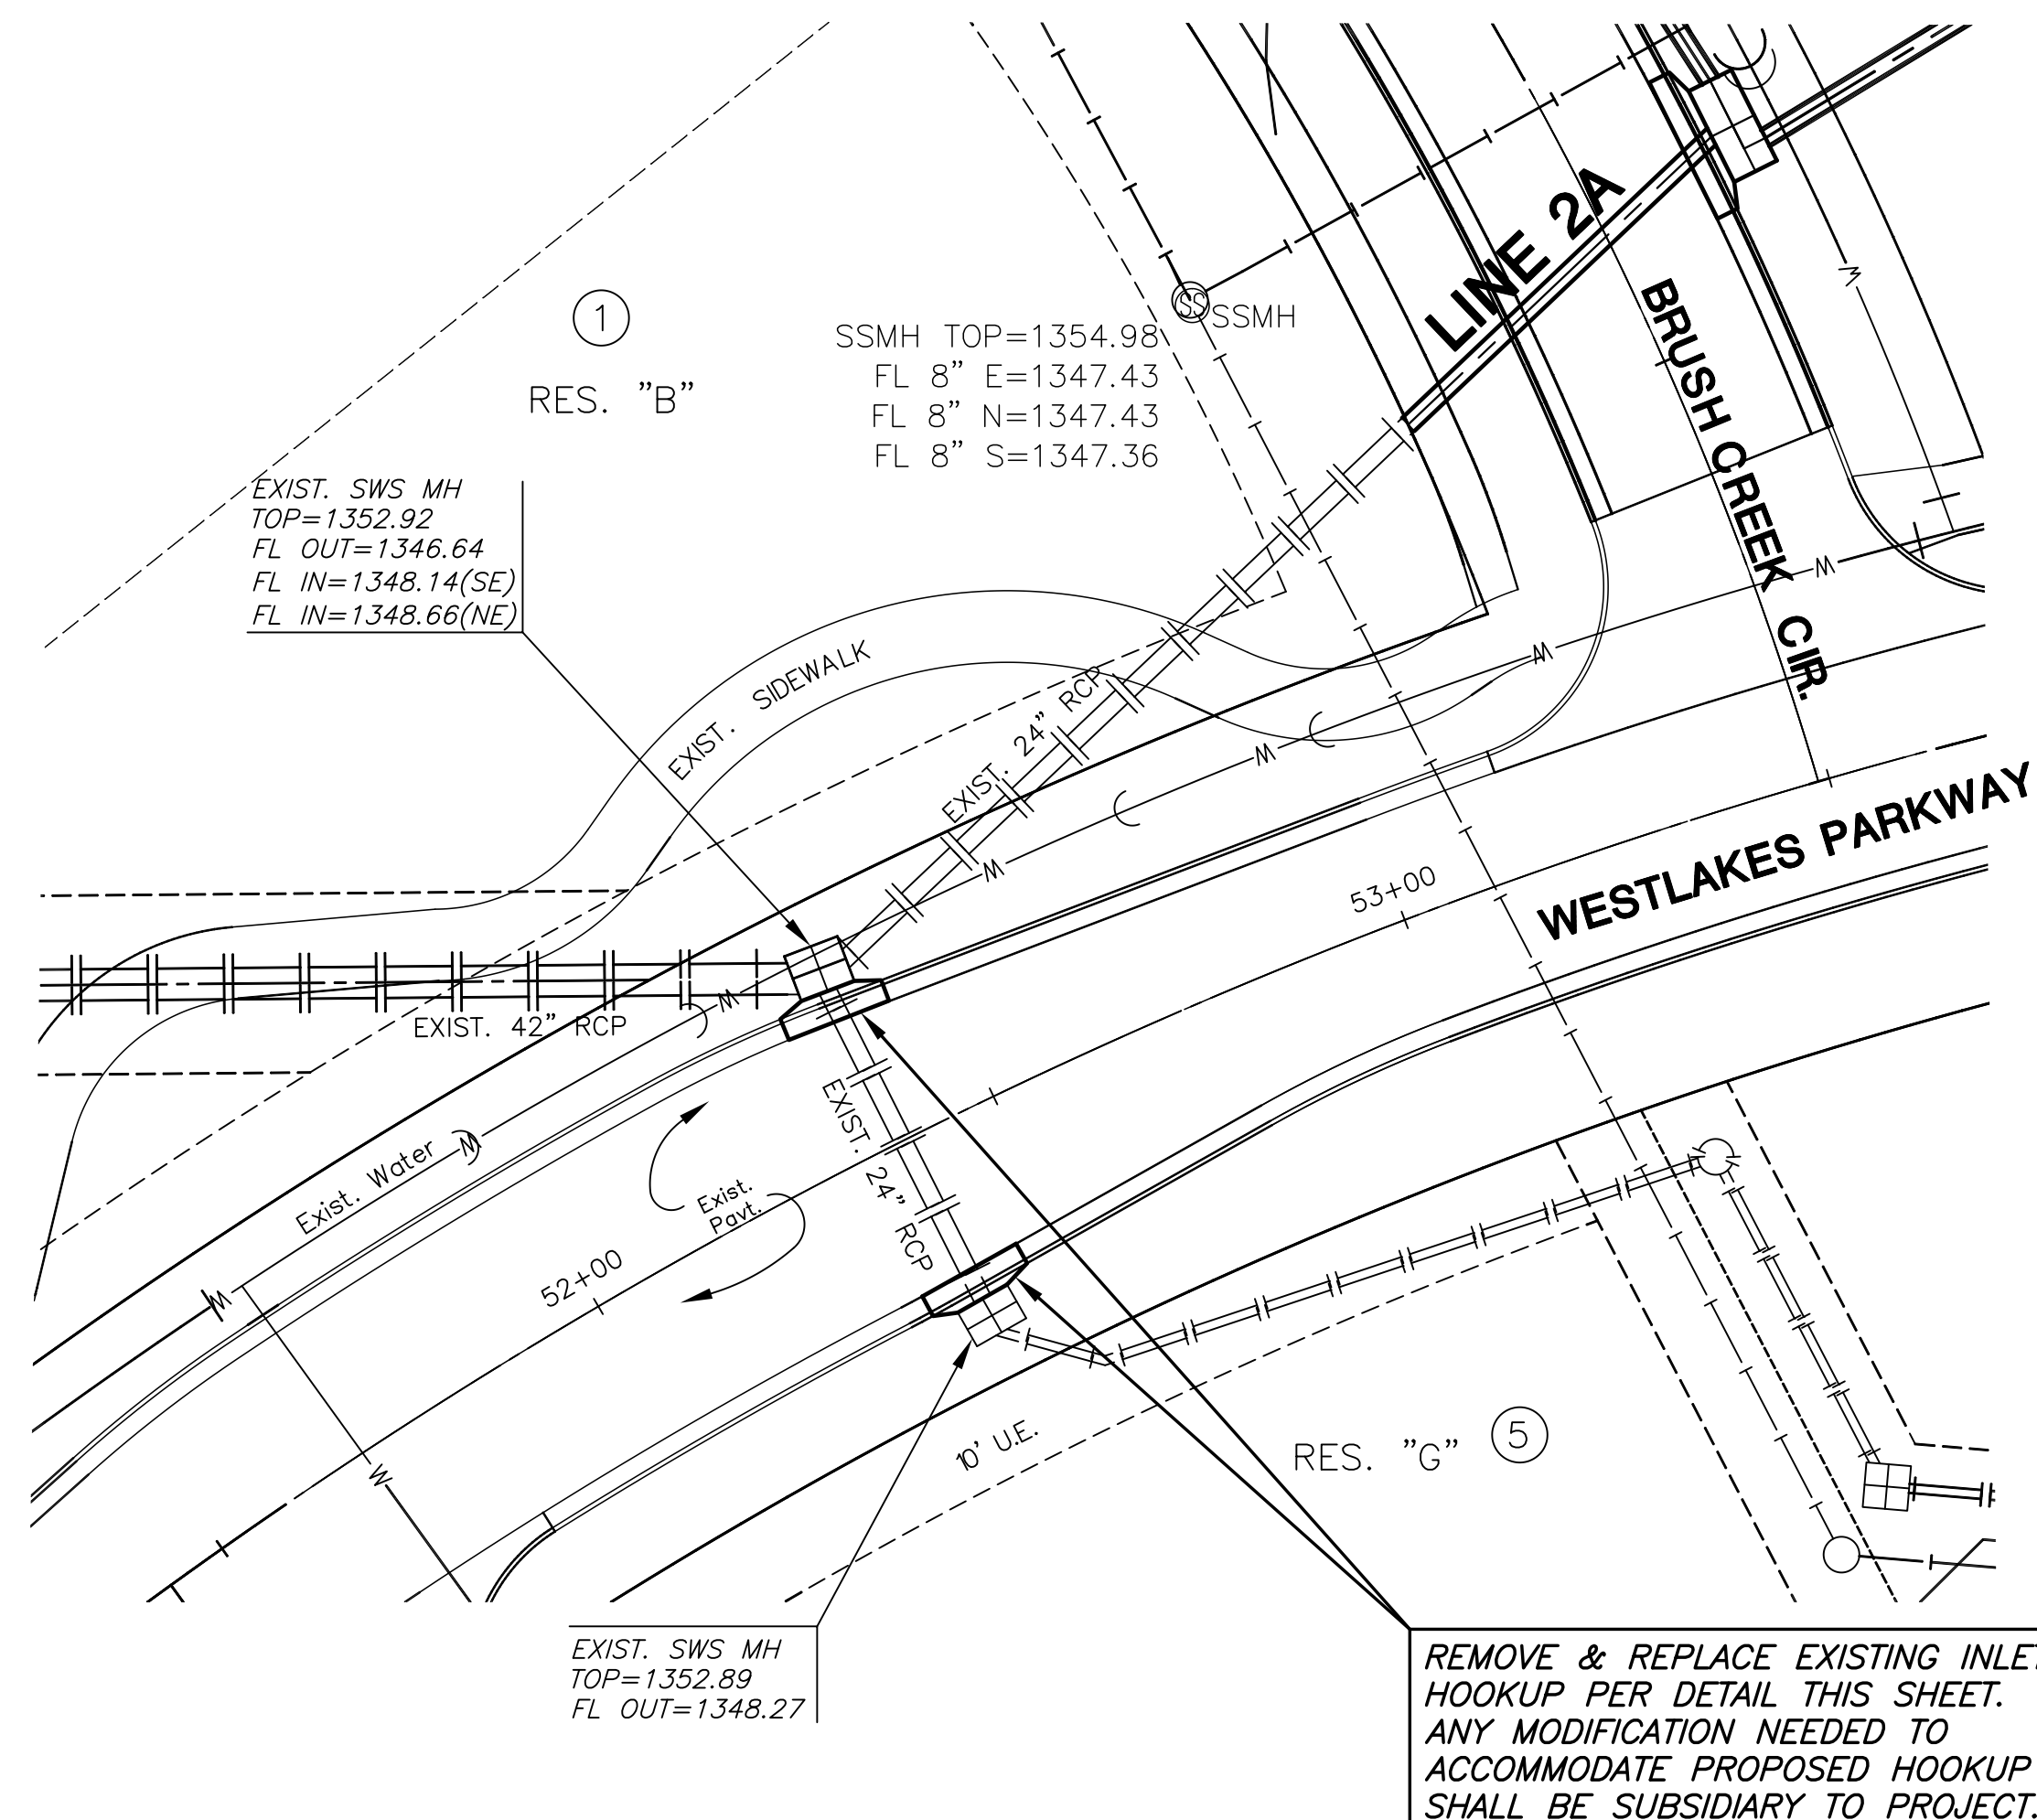 LINE 2A
BRUSH CREEK CIR.
1
RES. "B"
SS
SSMH
SSMH TOP=1354.98
FL 8" E=1347.43
FL 8" N=1347.43
FL 8" S=1347.36
EXIST. SWS MH
TOP=1352.92
FL OUT=1346.64
FL IN=1348.14(SE)
FL IN=1348.66(NE)
EXIST. SIDEWALK
EXIST. 24" RCP
W
W
W
W
W
WESTLAKES PARKWAY
53+00
EXIST. 42" RCP
W
EXIST. 24" RCP
Exist. Water
W
Exist.
Pavt.
52+00
W
W
10' U.E.
RES. "G"
5
EXIST. SWS MH
TOP=1352.89
FL OUT=1348.27
REMOVE & REPLACE EXISTING INLET
HOOKUP PER DETAIL THIS SHEET.
ANY MODIFICATION NEEDED TO
ACCOMMODATE PROPOSED HOOKUP
SHALL BE SUBSIDIARY TO PROJECT.